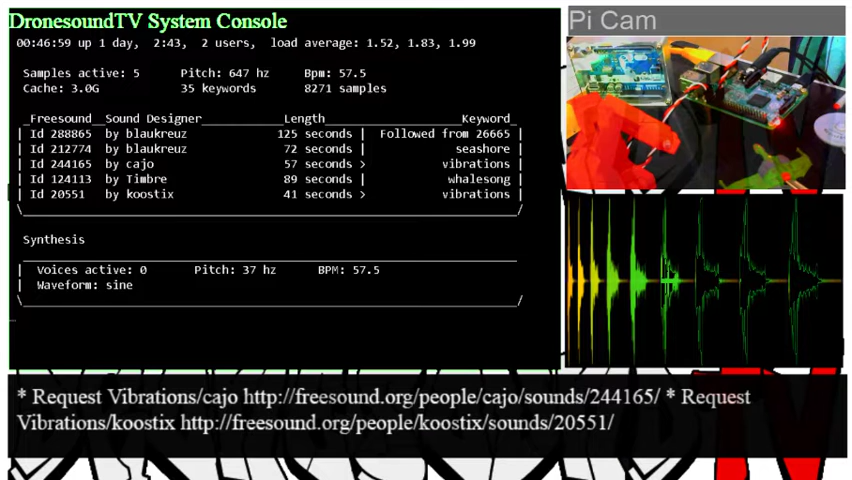 DronesoundTV System Console
Pi Cam
00:46:59 up 1 day, 2:43, 2 users, load average: 1.52, 1.83, 1.99
Samples active: 5 Pitch: 647 hz Bpm: 57.5
Cache: 3.0G 35 keywords 8271 samples
_Freesound__Sound Designer___________Length___________________Keyword
| Id 288865 by blaukreuz 125 seconds | Followed from 26665
| Id 212774 by blaukreuz 72 seconds | seashore
| Id 244165 by cajo 57 seconds > vibrations
| Id 124113 by Timbre 89 seconds | whalesong
| Id 20551 by koostix 41 seconds > vibrations
Synthesis
| Voices active: 0 Pitch: 37 hz BPM: 57.5
| Waveform: sine
* Request Vibrations/cajo http://freesound.org/people/cajo/sounds/244165/ * Request
Vibrations/koostix http://freesound.org/people/koostix/sounds/20551/
TV